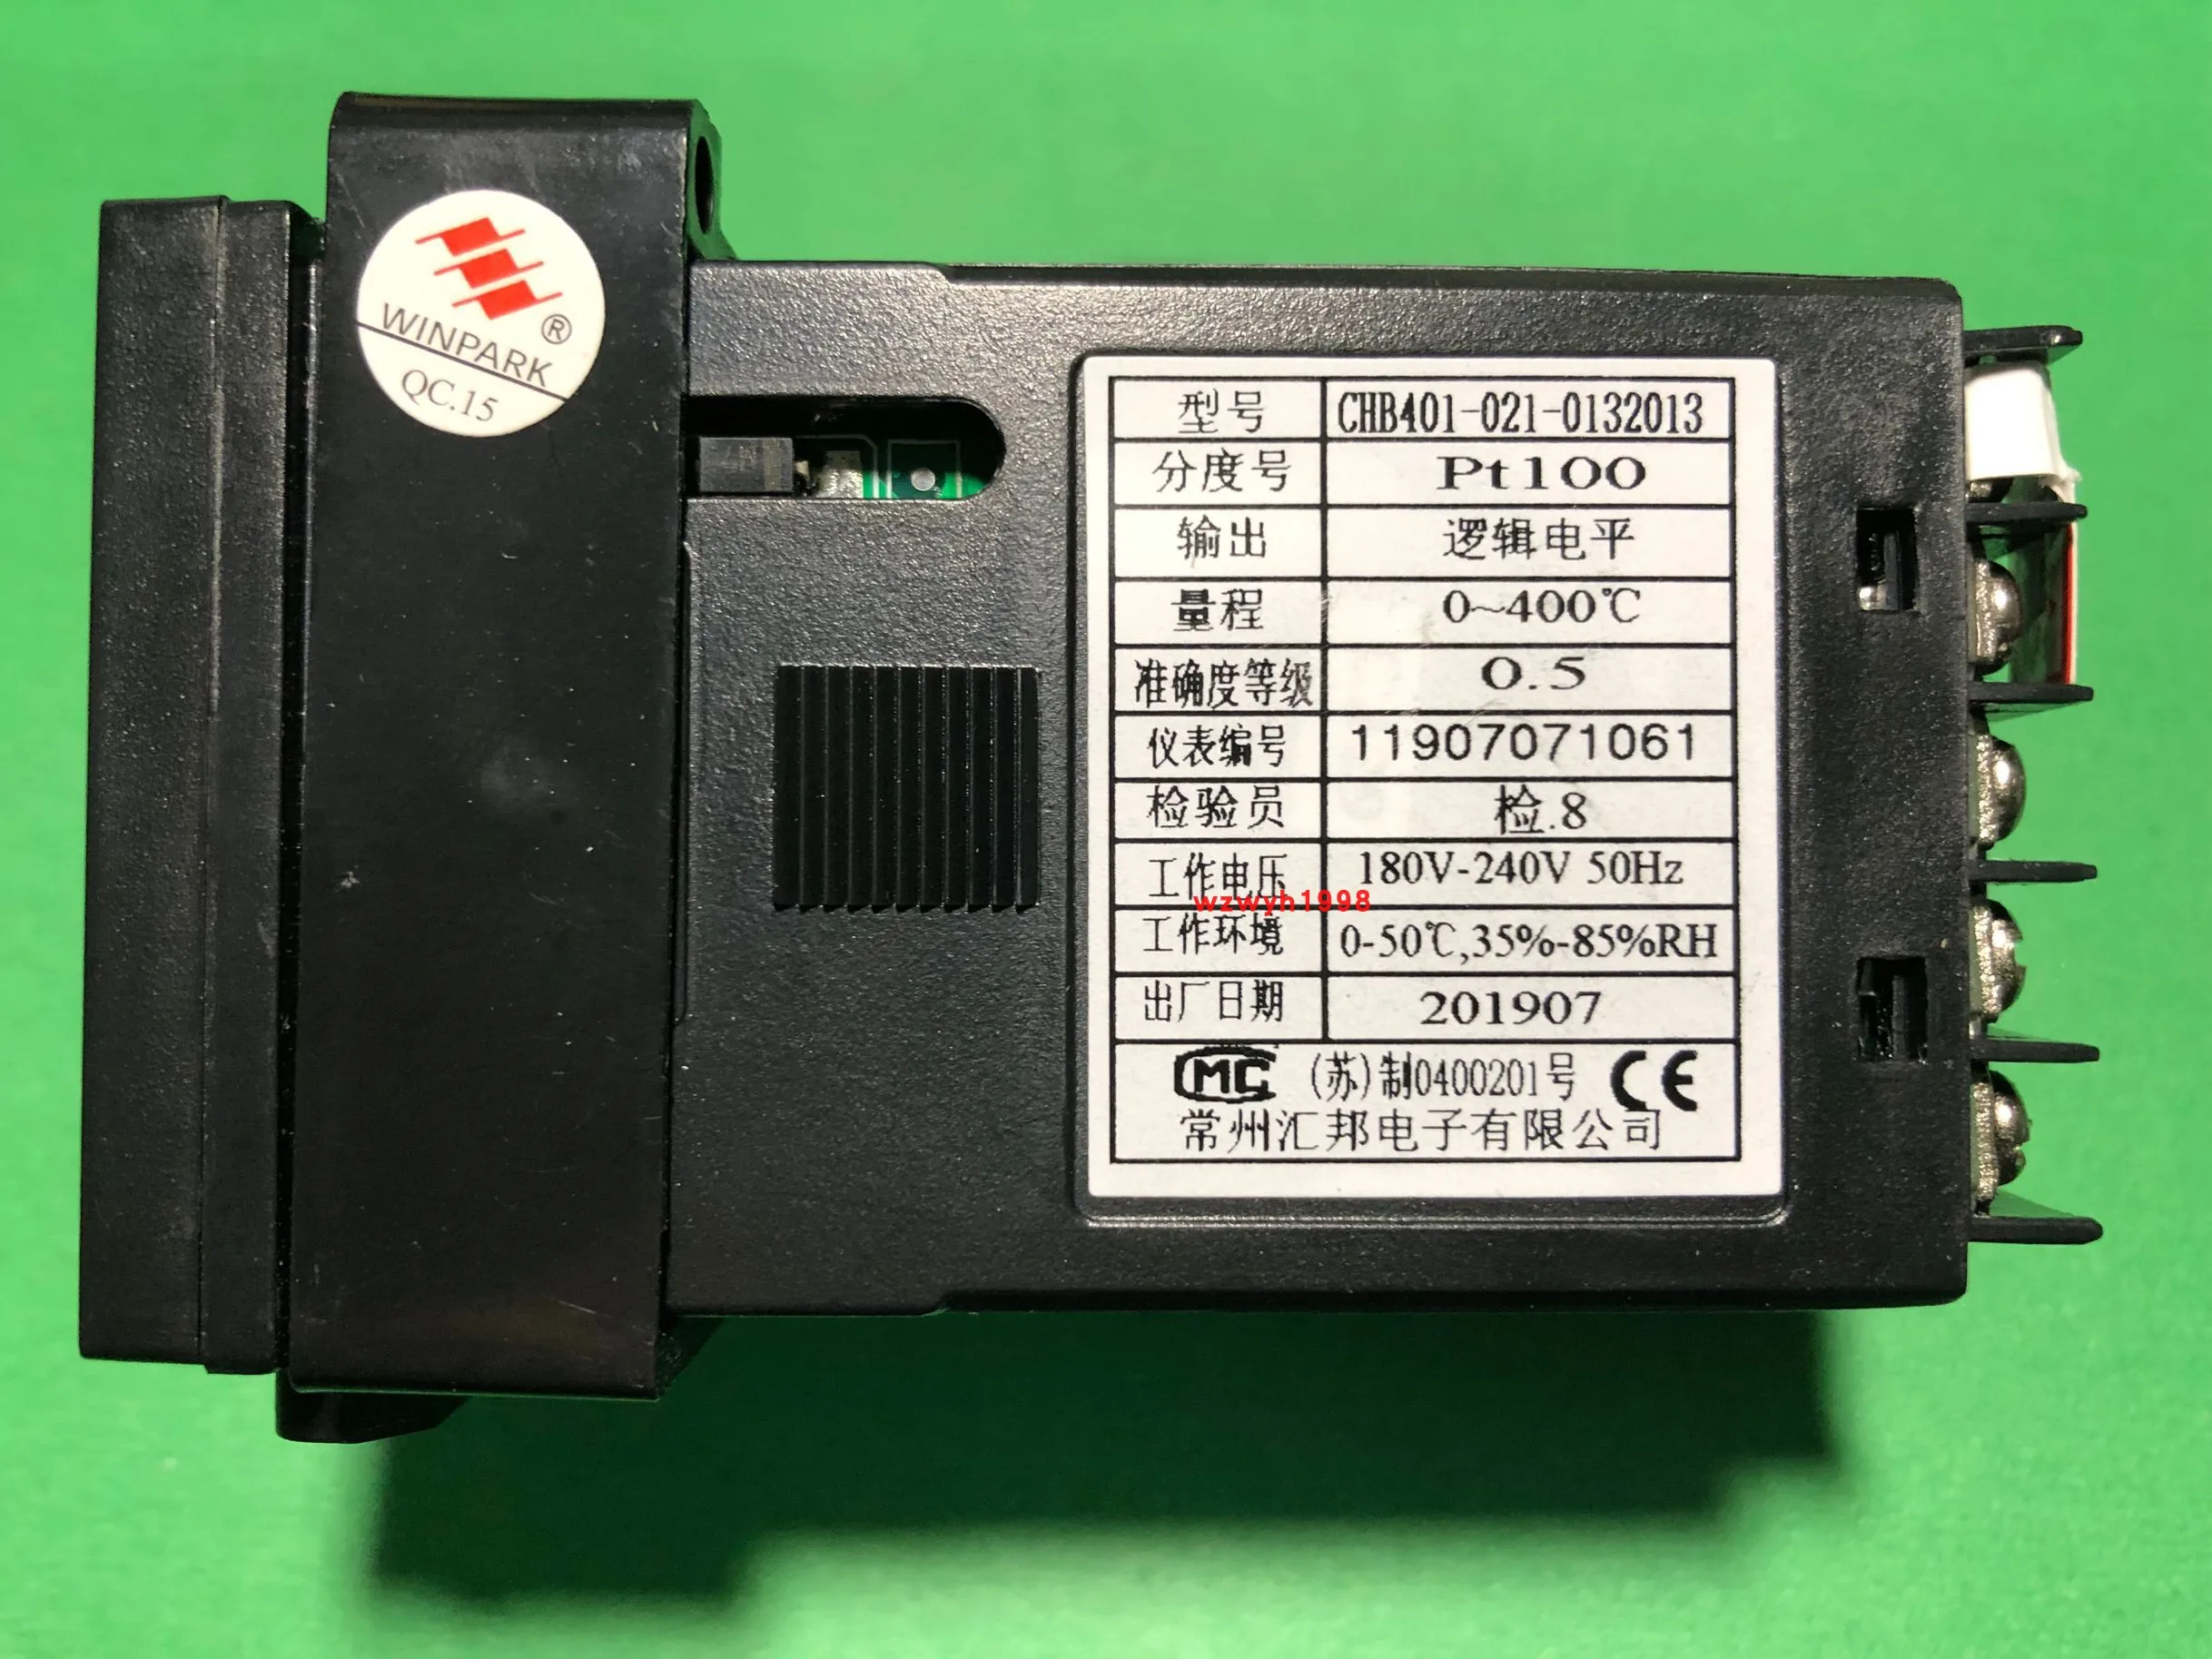 WINPARK ®
QC.15
型号 CHB401-021-0132013
分度号 Pt100
输出 逻辑电平
量程 0~400℃
准确度等级 0.5
仪表编号 11907071061
检验员 检.8
工作电压 180V-240V 50Hz
wzwyh1998
工作环境 0-50℃,35%-85%RH
出厂日期 201907
MC (苏)制0400201号 CE
常州汇邦电子有限公司